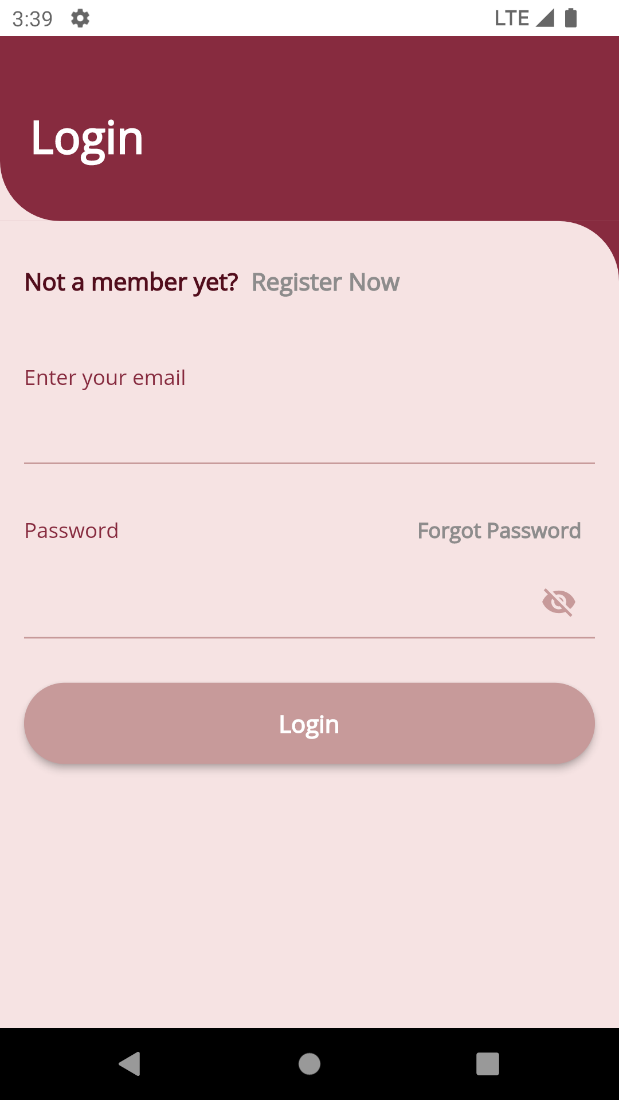 3:39 LTE
Login
Not a member yet? Register Now
Enter your email
Password Forgot Password
Login